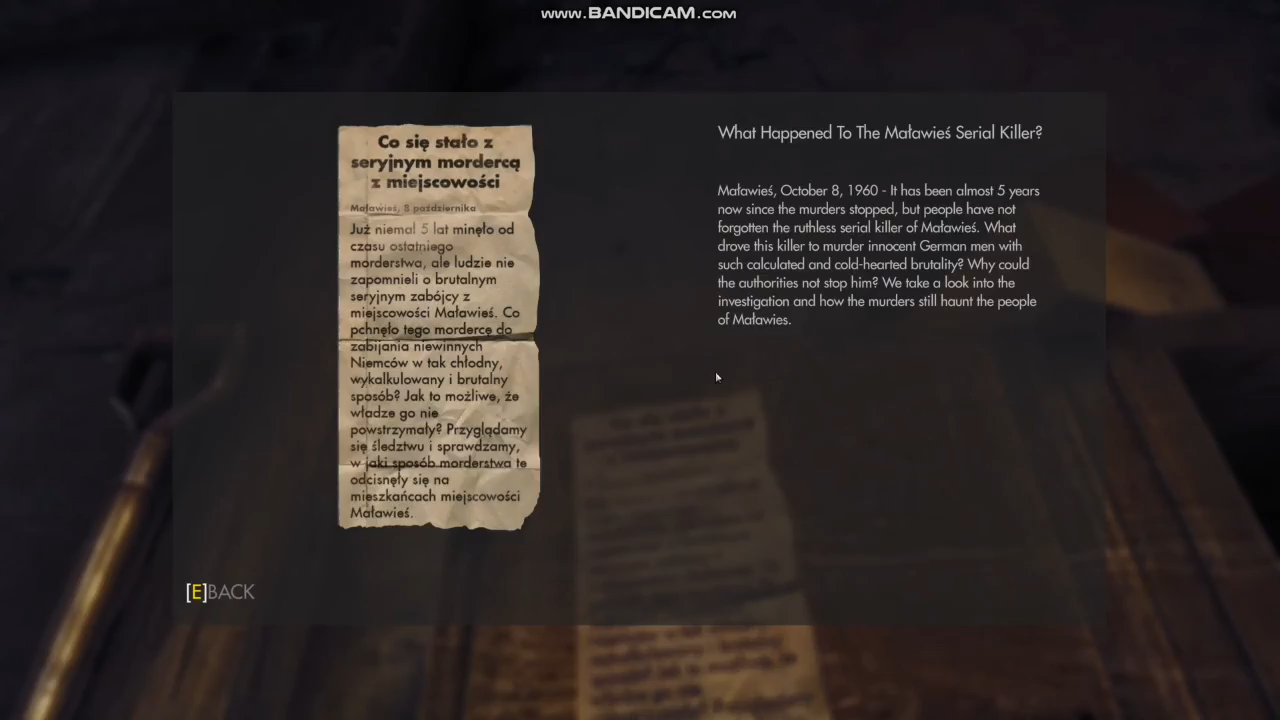 www.BANDICAM.com
Co się stało z
seryjnym mordercą
z miejscowości
Maławieś, 8 października
Już niemal 5 lat minęło od
czasu ostatniego
morderstwa, ale ludzie nie
zapomnieli o brutalnym
seryjnym zabójcy z
miejscowości Maławieś. Co
pchnęło tego mordercę do
zabijania niewinnych
Niemców w tak chłodny,
wykalkulowany i brutalny
sposób? Jak to możliwe, że
władze go nie
powstrzymały? Przyglądamy
się śledztwu i sprawdzamy,
w jaki sposób morderstwa te
odcisnęły się na
mieszkańcach miejscowości
Maławieś.
What Happened To The Maławieś Serial Killer?
Maławieś, October 8, 1960 - It has been almost 5 years
now since the murders stopped, but people have not
forgotten the ruthless serial killer of Maławieś. What
drove this killer to murder innocent German men with
such calculated and cold-hearted brutality? Why could
the authorities not stop him? We take a look into the
investigation and how the murders still haunt the people
of Maławies.
[E]BACK